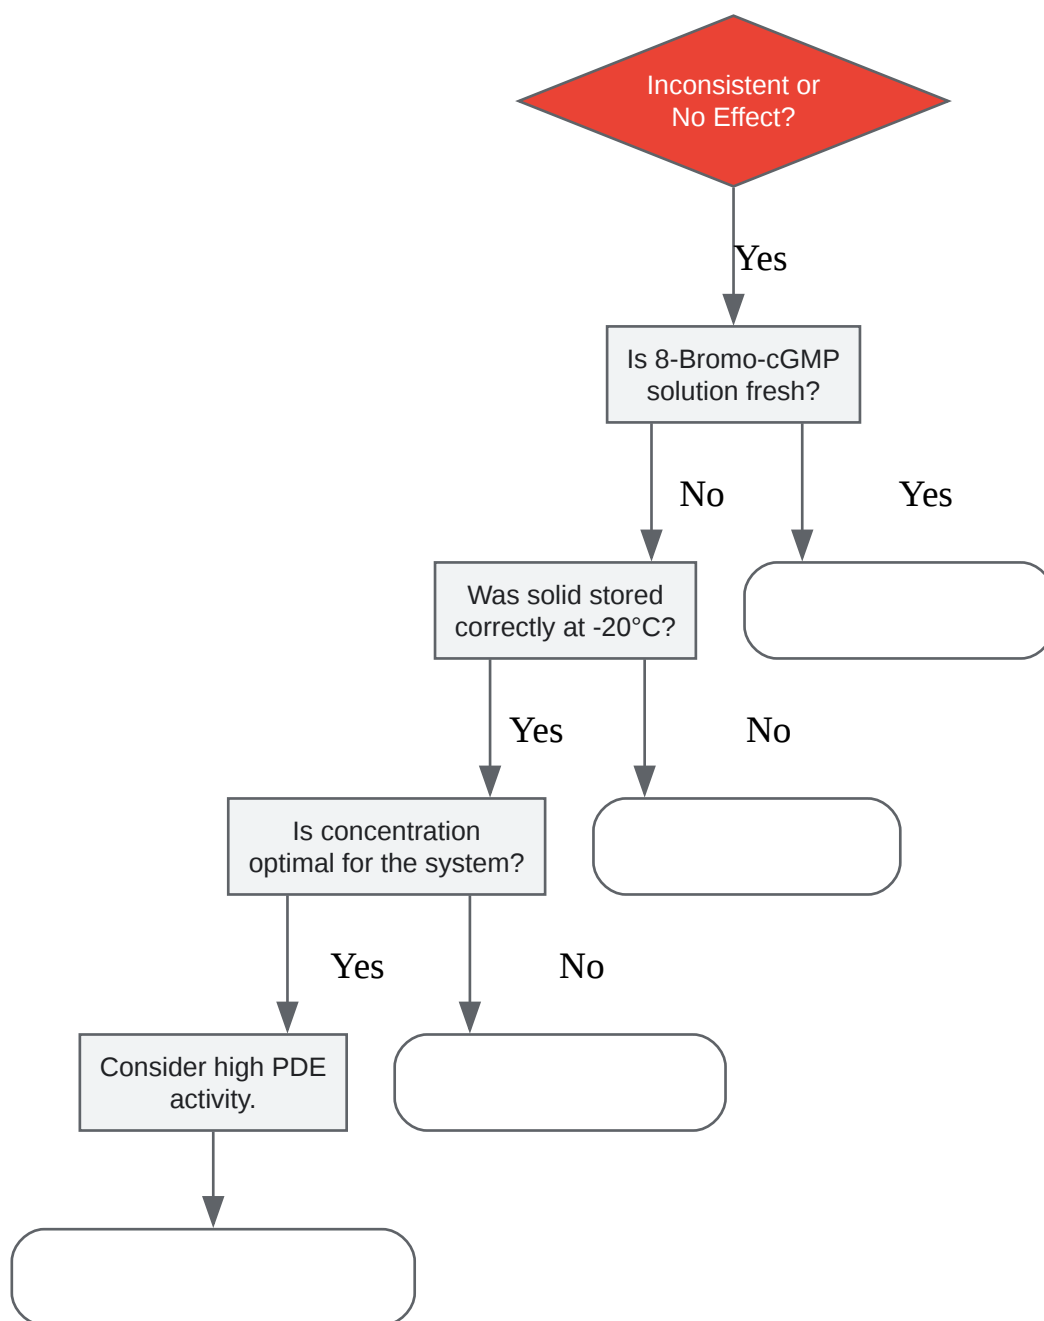 Inconsistent or
No Effect?
Yes
Is 8-Bromo-cGMP
solution fresh?
No
Yes
Was solid stored
correctly at -20°C?
Yes
No
Is concentration
optimal for the system?
Yes
No
Consider high PDE
activity.